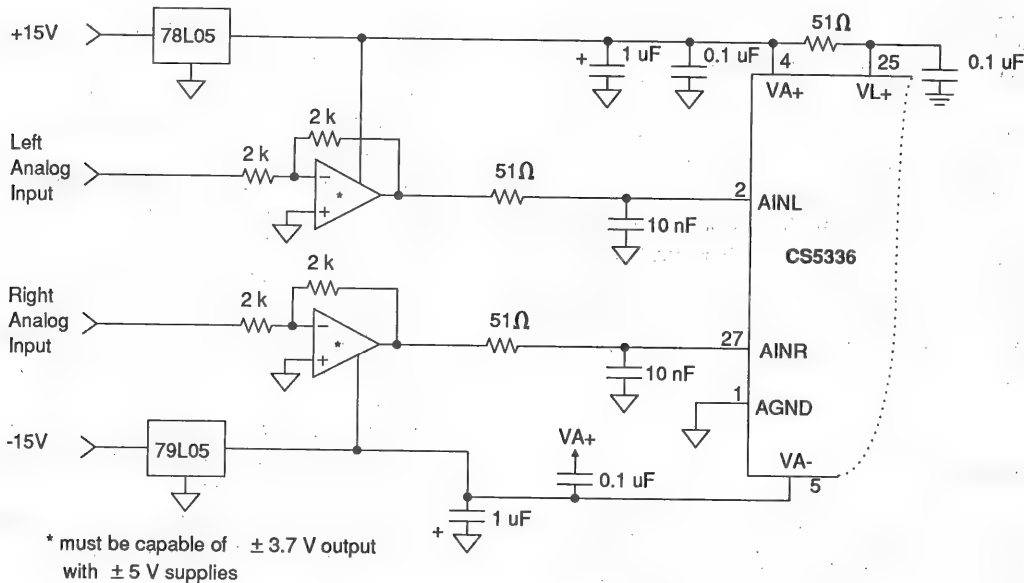 +15V
78L05
+
1 uF
0.1 uF
51Ω
4
25
0.1 uF
VA+
VL+
Left
Analog
Input
2 k
2 k
−
*
+
51Ω
10 nF
2
AINL
CS5336
Right
Analog
Input
2 k
2 k
−
*
+
51Ω
10 nF
27
AINR
1
AGND
-15V
79L05
VA+
0.1 uF
+
1 uF
VA-
5
* must be capable of ± 3.7 V output
with ± 5 V supplies